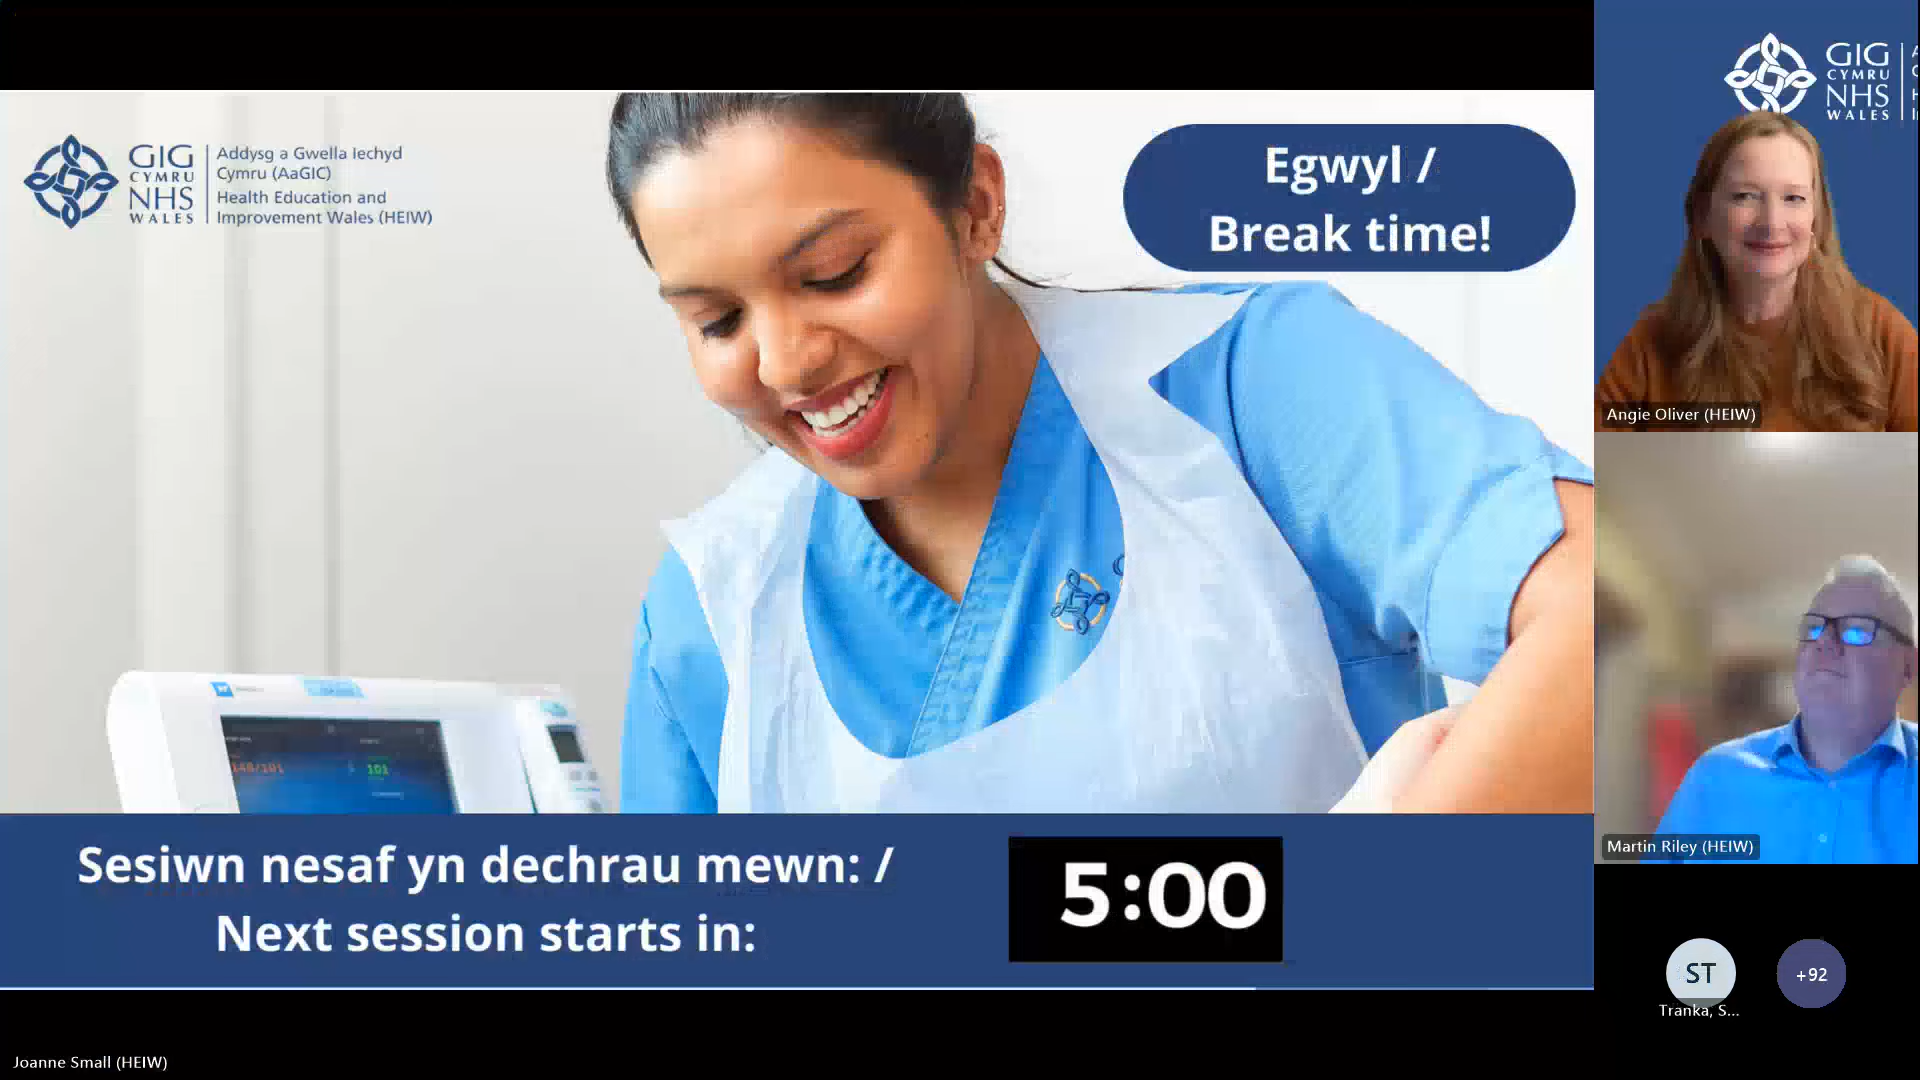 GIG
CYMRU
NHS
WALES
Addysg a Gwella Iechyd
Cymru (AaGIC)
Health Education and
Improvement Wales (HEIW)
Egwyl /
Break time!
101
Sesiwn nesaf yn dechrau mewn: /
Next session starts in:
5:00
GIG
CYMRU
NHS
WALES
Angie Oliver (HEIW)
Martin Riley (HEIW)
ST
+92
Tranka, S...
Joanne Small (HEIW)